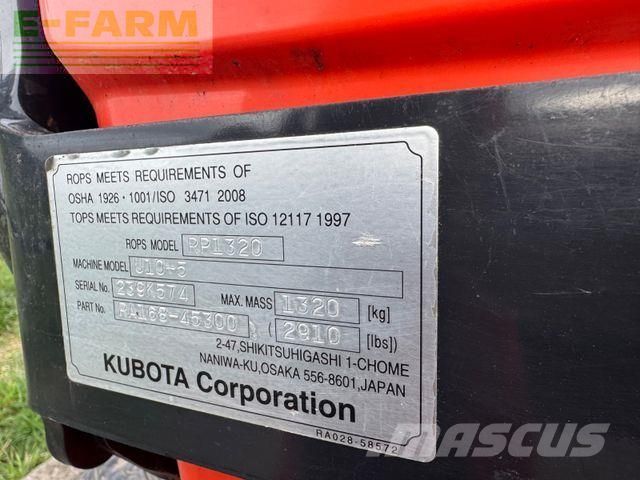 E-FARM
ROPS MEETS REQUIREMENTS OF
OSHA 1926・1001/ISO 3471 2008
TOPS MEETS REQUIREMENTS OF ISO 12117 1997
ROPS MODEL RP1320
MACHINE MODEL U10-5
SERIAL No. 239K574 MAX. MASS 1320 [kg]
PART No. RA168-45300 (2910) [lbs]
2-47,SHIKITSUHIGASHI 1-CHOME
NANIWA-KU,OSAKA 556-8601,JAPAN
KUBOTA Corporation
RA028-58572
MASCUS